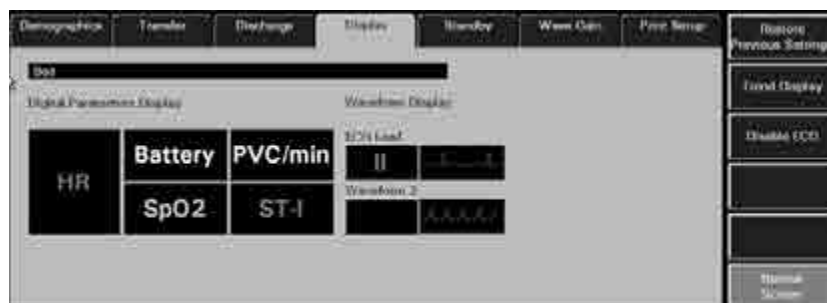 Demographics Transfer Discharge Display Standby Wave Gain Print Setup
Restore
Previous Settings
Bed
Trend Display
Digital Parameters Display Waveform Display
ECG Lead
Disable ECG
HR Battery PVC/min II
Waveform 2
SpO2 ST-I
Normal
Screen